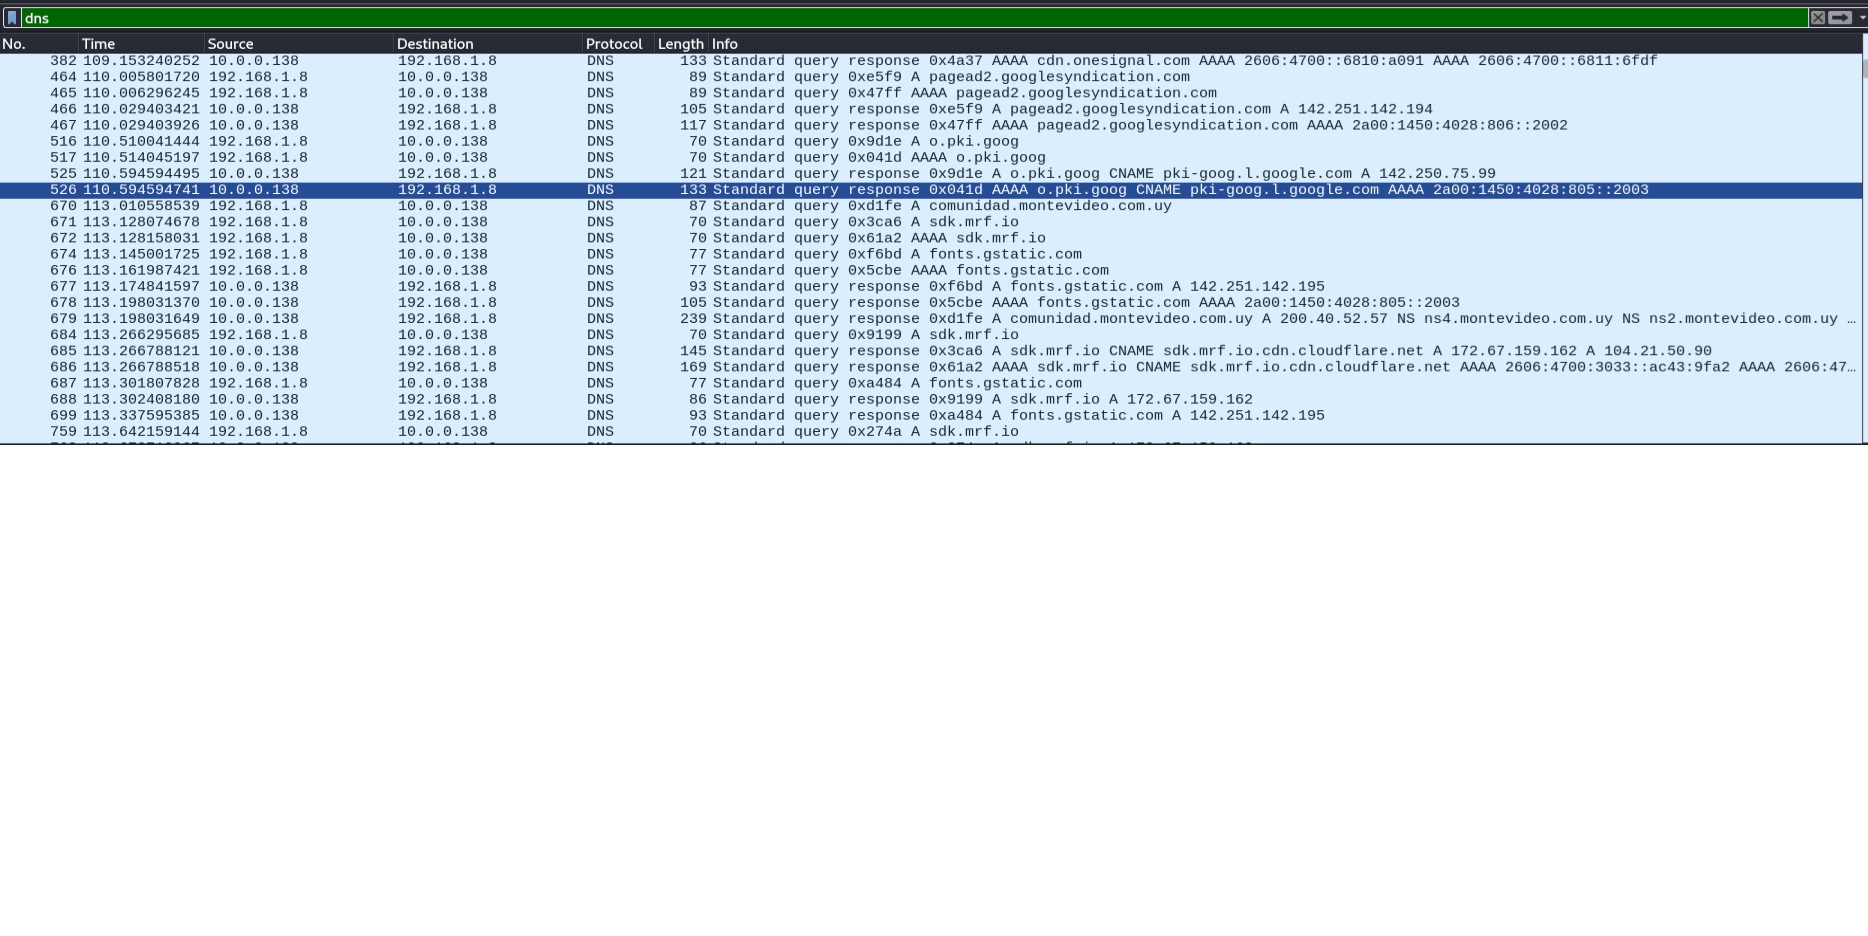 dns
No. Time Source Destination Protocol Length Info
382 109.153240252 10.0.0.138 192.168.1.8 DNS 133 Standard query response 0x4a37 AAAA cdn.onesignal.com AAAA 2606:4700::6810:a091 AAAA 2606:4700::6811:6fdf
464 110.005801720 192.168.1.8 10.0.0.138 DNS 89 Standard query 0xe5f9 A pagead2.googlesyndication.com
465 110.006296245 192.168.1.8 10.0.0.138 DNS 89 Standard query 0x47ff AAAA pagead2.googlesyndication.com
466 110.029403421 10.0.0.138 192.168.1.8 DNS 105 Standard query response 0xe5f9 A pagead2.googlesyndication.com A 142.251.142.194
467 110.029403926 10.0.0.138 192.168.1.8 DNS 117 Standard query response 0x47ff AAAA pagead2.googlesyndication.com AAAA 2a00:1450:4028:806::2002
516 110.510041444 192.168.1.8 10.0.0.138 DNS 70 Standard query 0x9d1e A o.pki.goog
517 110.514045197 192.168.1.8 10.0.0.138 DNS 70 Standard query 0x041d AAAA o.pki.goog
525 110.594594495 10.0.0.138 192.168.1.8 DNS 121 Standard query response 0x9d1e A o.pki.goog CNAME pki-goog.l.google.com A 142.250.75.99
526 110.594594741 10.0.0.138 192.168.1.8 DNS 133 Standard query response 0x041d AAAA o.pki.goog CNAME pki-goog.l.google.com AAAA 2a00:1450:4028:805::2003
670 113.010558539 192.168.1.8 10.0.0.138 DNS 87 Standard query 0xd1fe A comunidad.montevideo.com.uy
671 113.128074678 192.168.1.8 10.0.0.138 DNS 70 Standard query 0x3ca6 A sdk.mrf.io
672 113.128158031 192.168.1.8 10.0.0.138 DNS 70 Standard query 0x61a2 AAAA sdk.mrf.io
674 113.145001725 192.168.1.8 10.0.0.138 DNS 77 Standard query 0xf6bd A fonts.gstatic.com
676 113.161987421 192.168.1.8 10.0.0.138 DNS 77 Standard query 0x5cbe AAAA fonts.gstatic.com
677 113.174841597 10.0.0.138 192.168.1.8 DNS 93 Standard query response 0xf6bd A fonts.gstatic.com A 142.251.142.195
678 113.198031370 10.0.0.138 192.168.1.8 DNS 105 Standard query response 0x5cbe AAAA fonts.gstatic.com AAAA 2a00:1450:4028:805::2003
679 113.198031649 10.0.0.138 192.168.1.8 DNS 239 Standard query response 0xd1fe A comunidad.montevideo.com.uy A 200.40.52.57 NS ns4.montevideo.com.uy NS ns2.montevideo.com.uy …
684 113.266295685 192.168.1.8 10.0.0.138 DNS 70 Standard query 0x9199 A sdk.mrf.io
685 113.266788121 10.0.0.138 192.168.1.8 DNS 145 Standard query response 0x3ca6 A sdk.mrf.io CNAME sdk.mrf.io.cdn.cloudflare.net A 172.67.159.162 A 104.21.50.90
686 113.266788518 10.0.0.138 192.168.1.8 DNS 169 Standard query response 0x61a2 AAAA sdk.mrf.io CNAME sdk.mrf.io.cdn.cloudflare.net AAAA 2606:4700:3033::ac43:9fa2 AAAA 2606:47…
687 113.301807828 192.168.1.8 10.0.0.138 DNS 77 Standard query 0xa484 A fonts.gstatic.com
688 113.302408180 10.0.0.138 192.168.1.8 DNS 86 Standard query response 0x9199 A sdk.mrf.io A 172.67.159.162
699 113.337595385 10.0.0.138 192.168.1.8 DNS 93 Standard query response 0xa484 A fonts.gstatic.com A 142.251.142.195
759 113.642159144 192.168.1.8 10.0.0.138 DNS 70 Standard query 0x274a A sdk.mrf.io